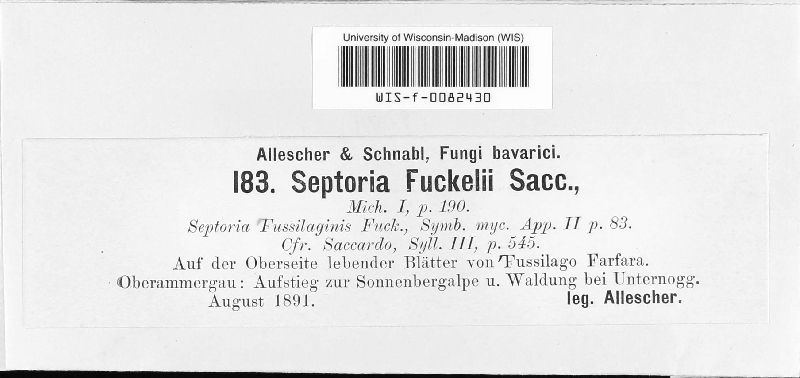 University of Wisconsin-Madison (WIS)
WIS-f-0082430
Allescher & Schnabl, Fungi bavarici.
183. Septoria Fuckelii Sacc.,
Mich. I, p. 190.
Septoria Tussilaginis Fuck., Symb. myc. App. II p. 83.
Cfr. Saccardo, Syll. III, p. 545.
Auf der Oberseite lebender Blätter von Tussilago Farfara.
Oberammergau: Aufstieg zur Sonnenbergalpe u. Waldung bei Unternogg.
August 1891. leg. Allescher.